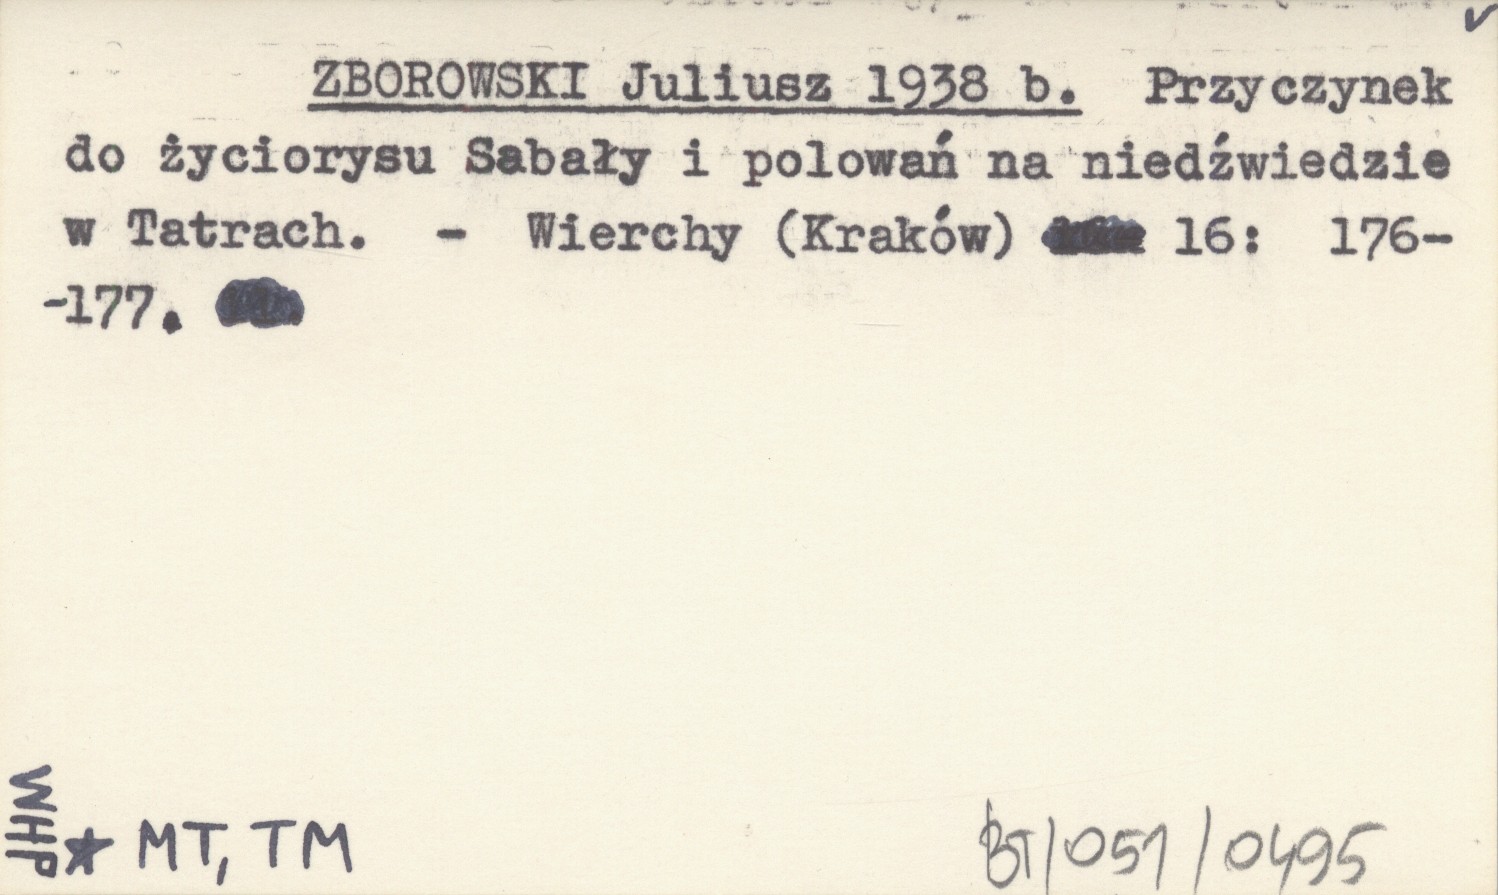 ZBOROWSKI Juliusz 1938 b. Przyczynek
do życiorysu Sabały i polowań na niedźwiedzie
w Tatrach. - Wierchy (Kraków) 16: 176-
-177.
WHP
★ MT, TM
BT/051/0495